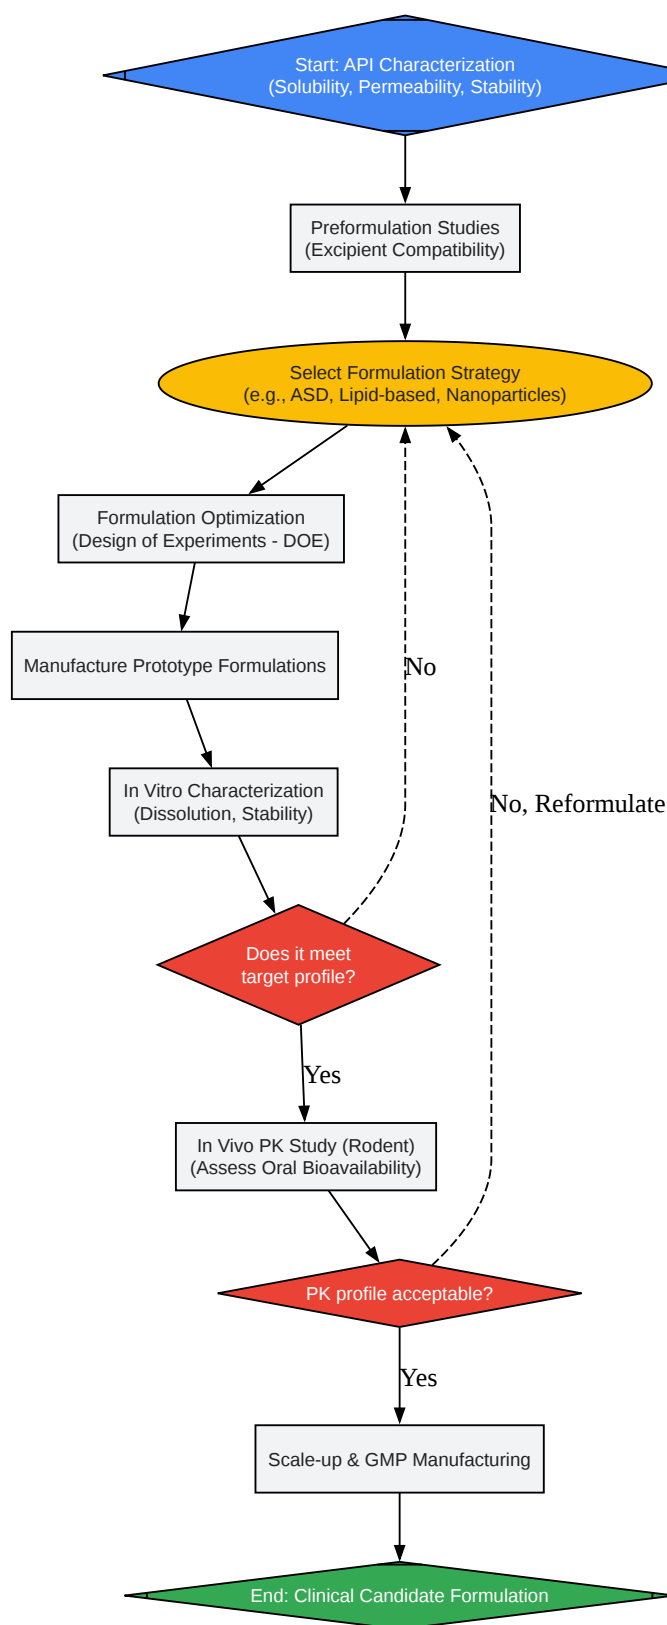 Start: API Characterization
(Solubility, Permeability, Stability)
Preformulation Studies
(Excipient Compatibility)
Select Formulation Strategy
(e.g., ASD, Lipid-based, Nanoparticles)
Formulation Optimization
(Design of Experiments - DOE)
Manufacture Prototype Formulations
No
In Vitro Characterization
(Dissolution, Stability)
No, Reformulate
Does it meet
target profile?
Yes
In Vivo PK Study (Rodent)
(Assess Oral Bioavailability)
PK profile acceptable?
Yes
Scale-up & GMP Manufacturing
End: Clinical Candidate Formulation